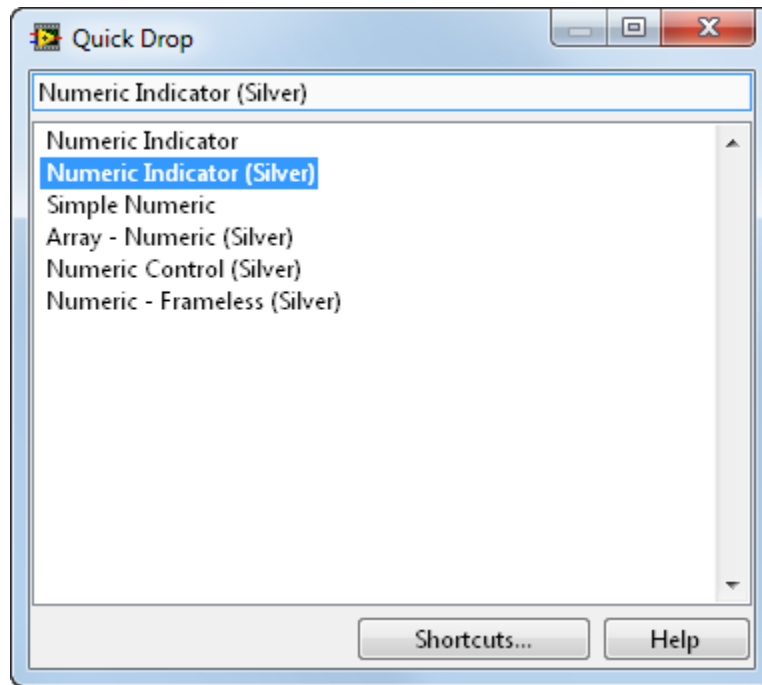 Quick Drop
Numeric Indicator (Silver)
Numeric Indicator
Numeric Indicator (Silver)
Simple Numeric
Array - Numeric (Silver)
Numeric Control (Silver)
Numeric - Frameless (Silver)
Shortcuts... Help